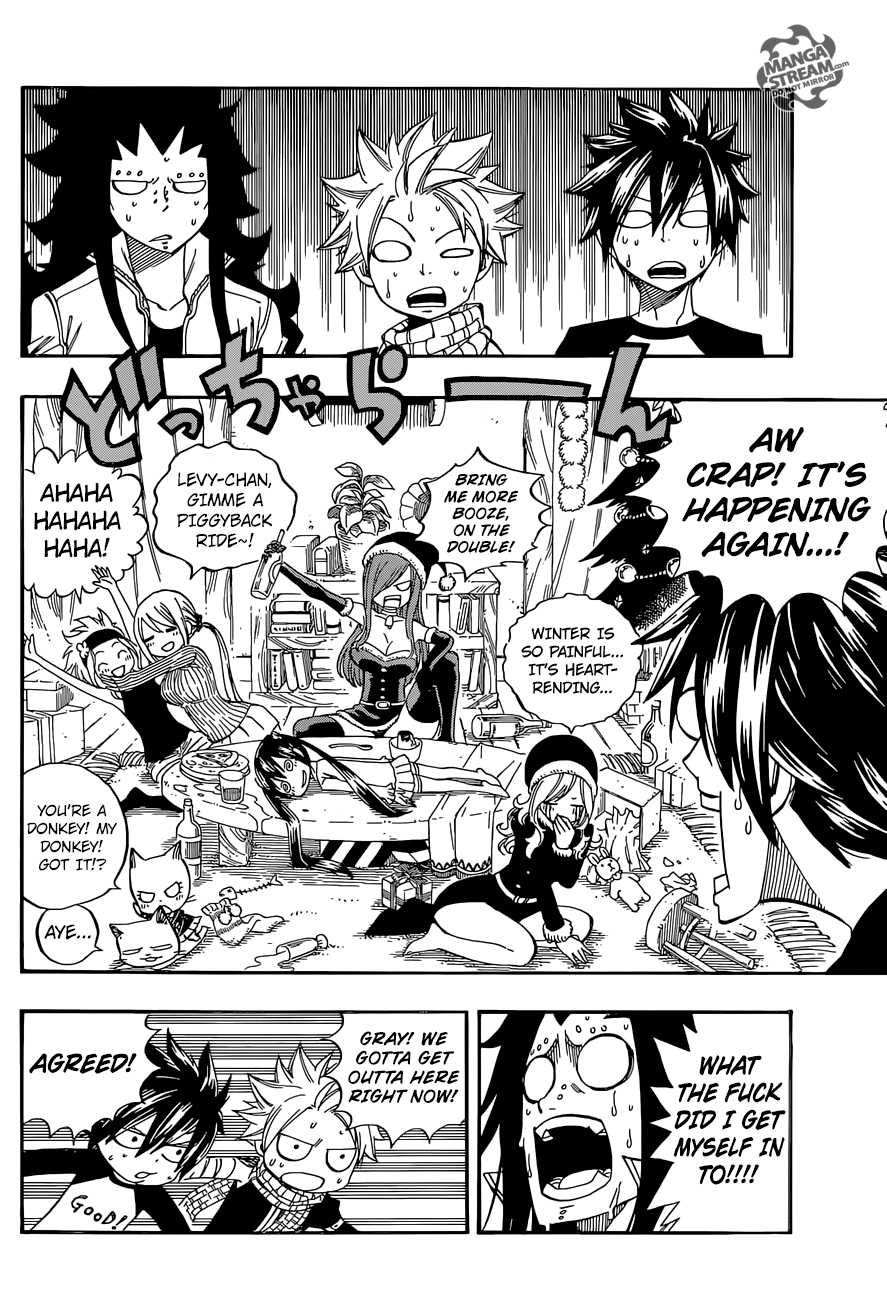 MANGA
STREAM.com
DO NOT MIRROR
どっちゃらーん
AW
CRAP! IT'S
HAPPENING
AGAIN...!
BRING
ME MORE
BOOZE,
ON THE
DOUBLE!
LEVY-CHAN,
GIMME A
PIGGYBACK
RIDE~!
AHAHA
HAHAHA
HAHA!
WINTER IS
SO PAINFUL...
IT'S HEART-
RENDING...
YOU'RE A
DONKEY! MY
DONKEY!
GOT IT!?
AYE...
WHAT
THE FUCK
DID I GET
MYSELF IN
TO!!!!
GRAY! WE
GOTTA GET
OUTTA HERE
RIGHT NOW!
AGREED!
GOOD!